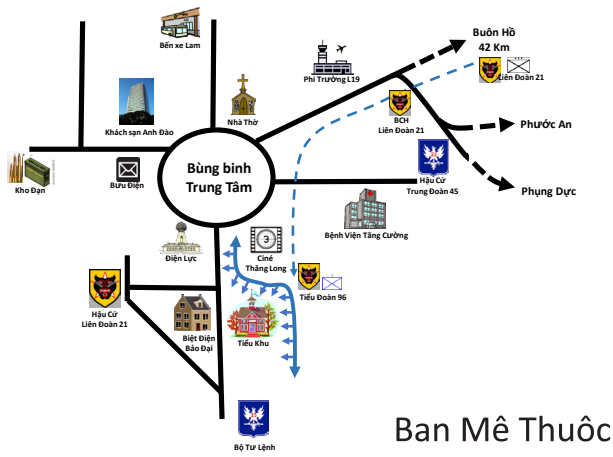 Bến xe Lam
Buôn Hồ
42 Km
Phi Trường L19
Liên Đoàn 21
Khách sạn Anh Đào
Nhà Thờ
BCH
Liên Đoàn 21
Phước An
Bùng binh
Trung Tâm
Kho Đạn
Bưu Điện
Hậu Cứ
Trung Đoàn 45
Phụng Dực
Bệnh Viện Tăng Cường
Điện Lực
3
Ciné
Thăng Long
Tiểu Đoàn 96
Hậu Cứ
Liên Đoàn 21
Biệt Điện
Bảo Đại
Tiểu Khu
Bộ Tư Lệnh
Ban Mê Thuôc